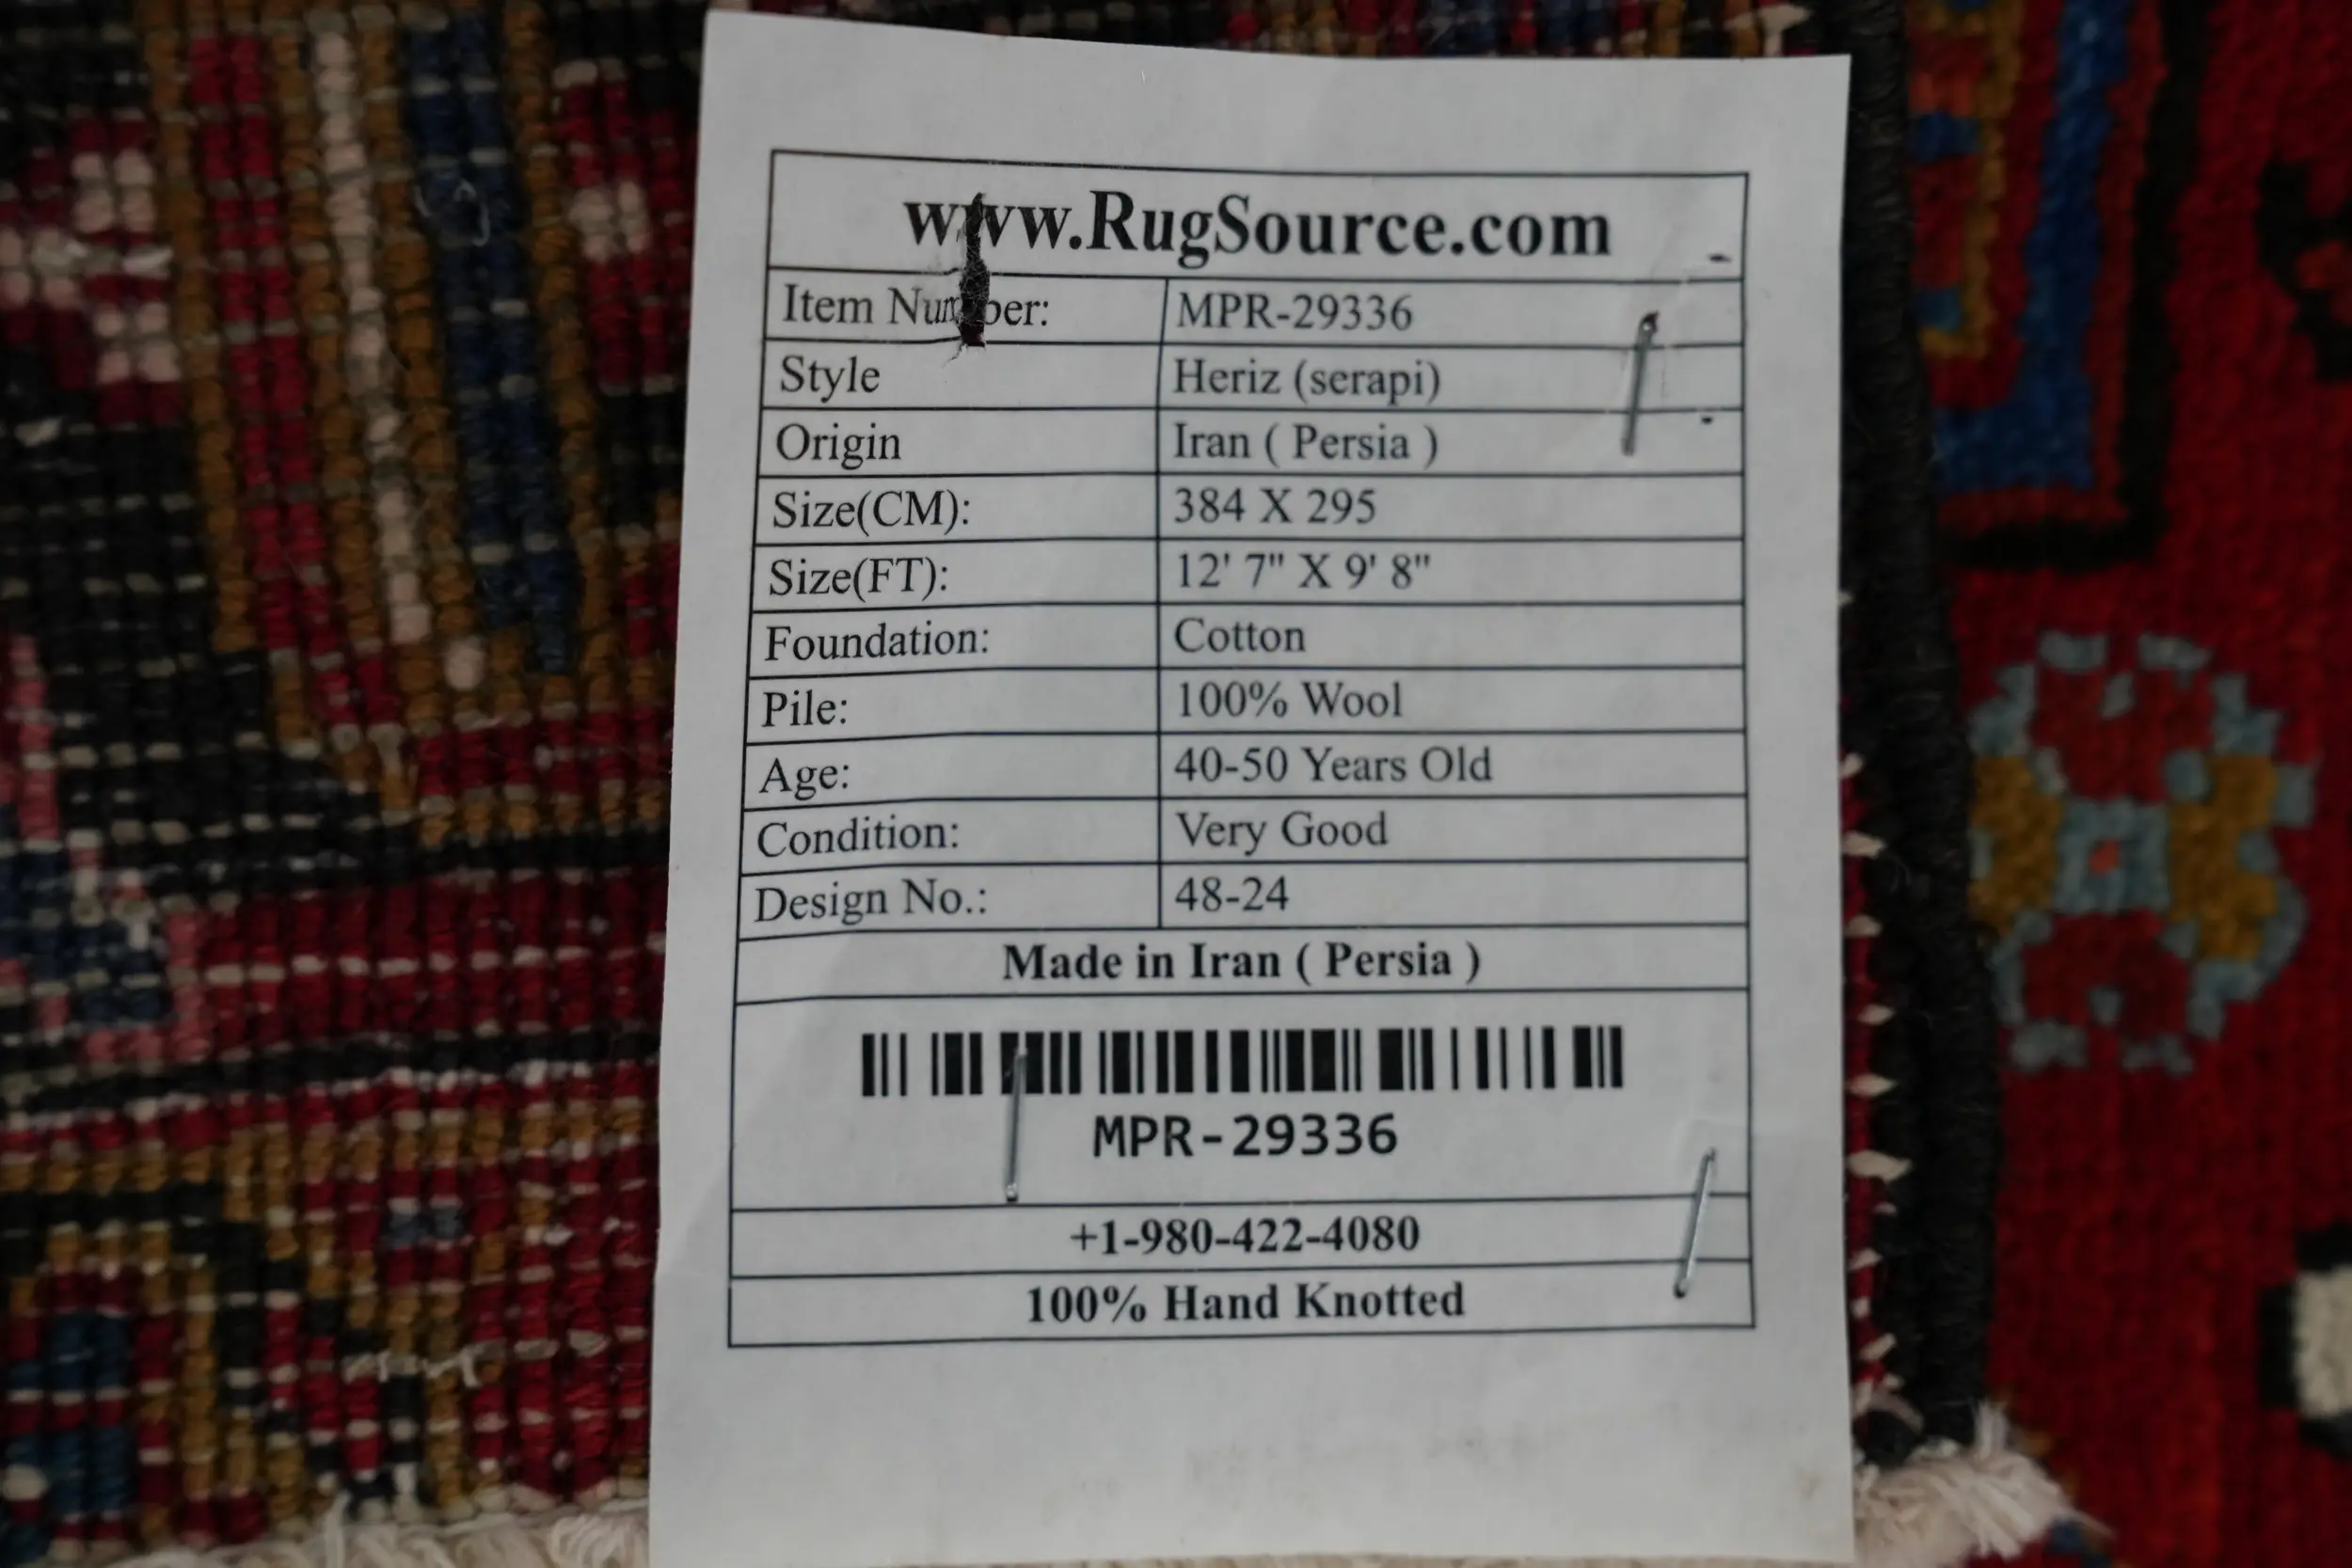 www.RugSource.com
Item Number: MPR-29336
Style Heriz (serapi)
Origin Iran ( Persia )
Size(CM): 384 X 295
Size(FT): 12' 7" X 9' 8"
Foundation: Cotton
Pile: 100% Wool
Age: 40-50 Years Old
Condition: Very Good
Design No.: 48-24
Made in Iran ( Persia )
MPR-29336
+1-980-422-4080
100% Hand Knotted